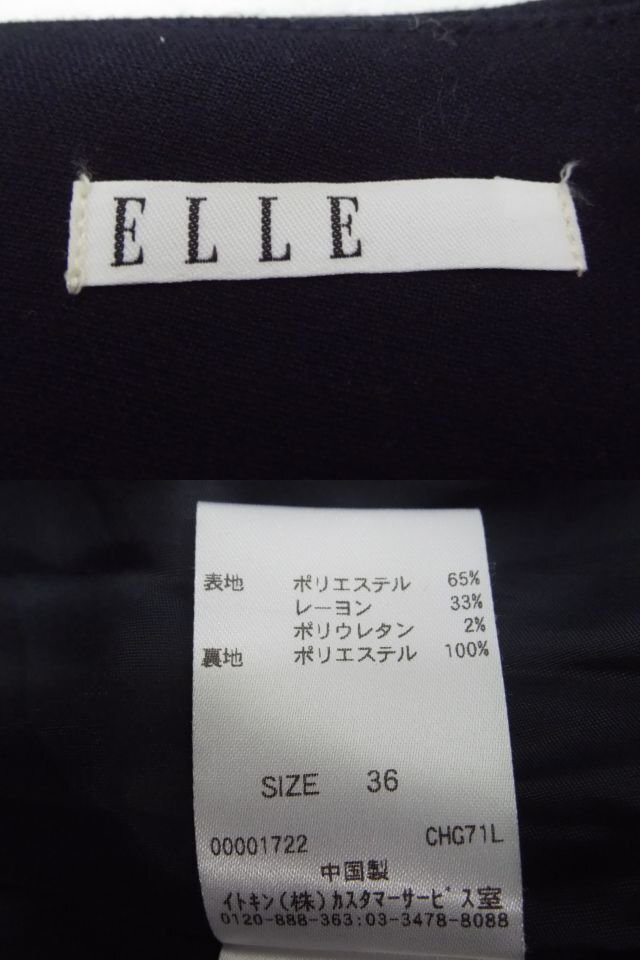 ELLE
表地 ポリエステル 65%
レーヨン 33%
ポリウレタン 2%
裏地 ポリエステル 100%
SIZE 36
00001722 CHG71L
中国製
イトキン(株)カスタマーサービス室
0120-888-363:03-3478-8088